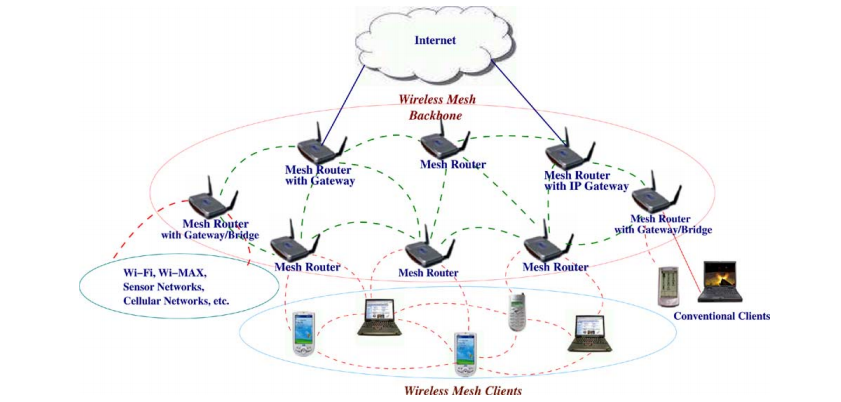 Internet
Wireless Mesh
Backbone
Mesh Router
with Gateway
Mesh Router
Mesh Router
with IP Gateway
Mesh Router
with Gateway/Bridge
Mesh Router
with Gateway/Bridge
Mesh Router
Mesh Router
Mesh Router
Wi-Fi, Wi-MAX,
Sensor Networks,
Cellular Networks, etc.
Conventional Clients
Wireless Mesh Clients